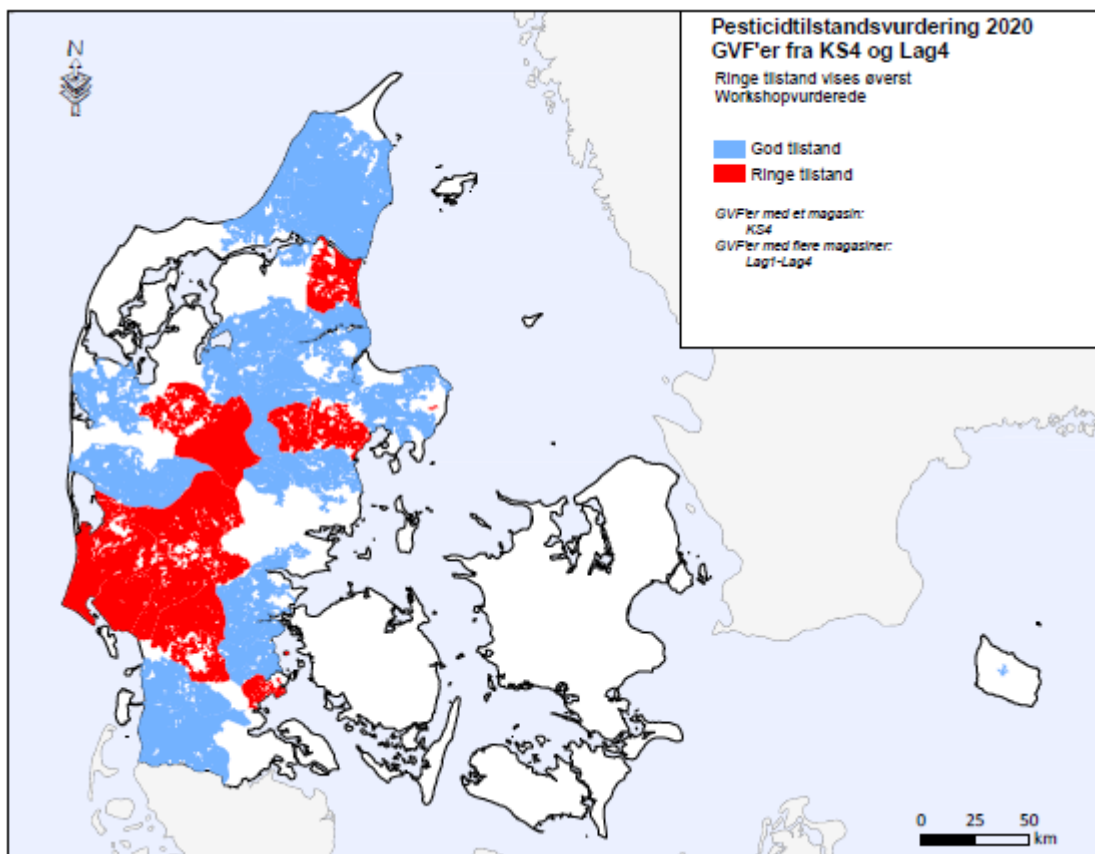 Pesticidtilstandsvurdering 2020
GVF'er fra KS4 og Lag4
Ringe tilstand vises øverst
Workshopvurderede
God tilstand
Ringe tilstand
GVF'er med et magasin:
KS4
GVF'er med flere magasiner:
Lag1-Lag4
N
0 25 50
km